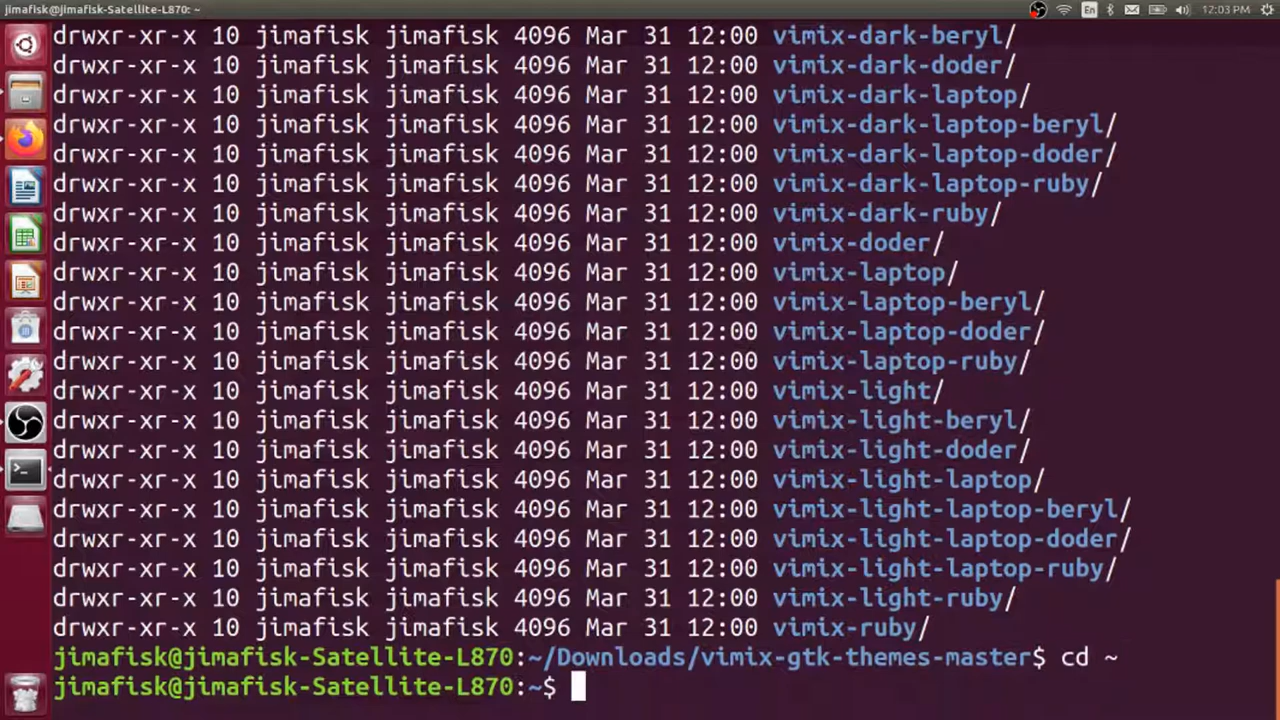 jimafisk@jimafisk-Satellite-L870: ~
En
12:03 PM
drwxr-xr-x 10 jimafisk jimafisk 4096 Mar 31 12:00 vimix-dark-beryl/
drwxr-xr-x 10 jimafisk jimafisk 4096 Mar 31 12:00 vimix-dark-doder/
drwxr-xr-x 10 jimafisk jimafisk 4096 Mar 31 12:00 vimix-dark-laptop/
drwxr-xr-x 10 jimafisk jimafisk 4096 Mar 31 12:00 vimix-dark-laptop-beryl/
drwxr-xr-x 10 jimafisk jimafisk 4096 Mar 31 12:00 vimix-dark-laptop-doder/
drwxr-xr-x 10 jimafisk jimafisk 4096 Mar 31 12:00 vimix-dark-laptop-ruby/
drwxr-xr-x 10 jimafisk jimafisk 4096 Mar 31 12:00 vimix-dark-ruby/
drwxr-xr-x 10 jimafisk jimafisk 4096 Mar 31 12:00 vimix-doder/
drwxr-xr-x 10 jimafisk jimafisk 4096 Mar 31 12:00 vimix-laptop/
drwxr-xr-x 10 jimafisk jimafisk 4096 Mar 31 12:00 vimix-laptop-beryl/
drwxr-xr-x 10 jimafisk jimafisk 4096 Mar 31 12:00 vimix-laptop-doder/
drwxr-xr-x 10 jimafisk jimafisk 4096 Mar 31 12:00 vimix-laptop-ruby/
drwxr-xr-x 10 jimafisk jimafisk 4096 Mar 31 12:00 vimix-light/
drwxr-xr-x 10 jimafisk jimafisk 4096 Mar 31 12:00 vimix-light-beryl/
drwxr-xr-x 10 jimafisk jimafisk 4096 Mar 31 12:00 vimix-light-doder/
drwxr-xr-x 10 jimafisk jimafisk 4096 Mar 31 12:00 vimix-light-laptop/
drwxr-xr-x 10 jimafisk jimafisk 4096 Mar 31 12:00 vimix-light-laptop-beryl/
drwxr-xr-x 10 jimafisk jimafisk 4096 Mar 31 12:00 vimix-light-laptop-doder/
drwxr-xr-x 10 jimafisk jimafisk 4096 Mar 31 12:00 vimix-light-laptop-ruby/
drwxr-xr-x 10 jimafisk jimafisk 4096 Mar 31 12:00 vimix-light-ruby/
drwxr-xr-x 10 jimafisk jimafisk 4096 Mar 31 12:00 vimix-ruby/
jimafisk@jimafisk-Satellite-L870:~/Downloads/vimix-gtk-themes-master$ cd ~
jimafisk@jimafisk-Satellite-L870:~$